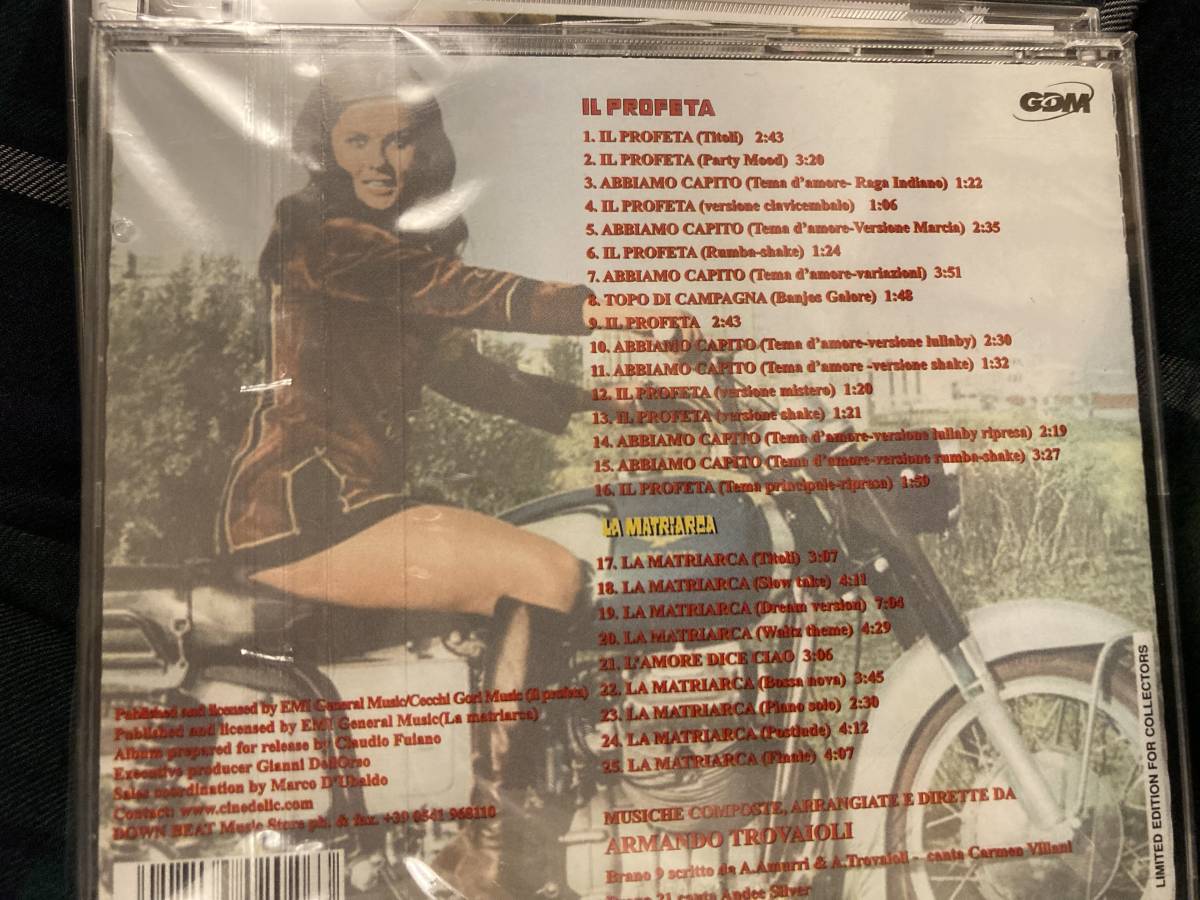 IL PROFETA
GDM
1. IL PROFETA (Titoli) 2:43
2. IL PROFETA (Party Mood) 3:20
3. ABBIAMO CAPITO (Tema d'amore- Raga Indiano) 1:22
4. IL PROFETA (versione clavicembalo) 1:06
5. ABBIAMO CAPITO (Tema d'amore-Versione Marcia) 2:35
6. IL PROFETA (Rumba-shake) 1:24
7. ABBIAMO CAPITO (Tema d'amore-variazioni) 3:51
8. TOPO DI CAMPAGNA (Banjos Galore) 1:48
9. IL PROFETA 2:43
10. ABBIAMO CAPITO (Tema d'amore-versione lullaby) 2:30
11. ABBIAMO CAPITO (Tema d'amore -versione shake) 1:32
12. IL PROFETA (versione mistero) 1:20
13. IL PROFETA (versione shake) 1:21
14. ABBIAMO CAPITO (Tema d'amore-versione lullaby ripresa) 2:19
15. ABBIAMO CAPITO (Tema d'amore-versione rumba-shake) 3:27
16. IL PROFETA (Tema principale-ripresa) 1:59
LA MATRIARCA
17. LA MATRIARCA (Titoli) 3:07
18. LA MATRIARCA (Slow take) 4:11
19. LA MATRIARCA (Dream version) 7:04
20. LA MATRIARCA (Waltz theme) 4:29
21. L'AMORE DICE CIAO 3:06
22. LA MATRIARCA (Bossa nova) 3:45
23. LA MATRIARCA (Piano solo) 2:30
24. LA MATRIARCA (Postlude) 4:12
25. LA MATRIARCA (Finale) 4:07
Published and licensed by EMI General Music/Cecchi Gori Music (Il profeta)
Published and licensed by EMI General Music(La matriarca)
Album prepared for release by Claudio Fuiano
Executive producer Gianni Dell'Orso
Sales coordination by Marco D'Ubaldo
Contact: www.cinedelic.com
DOWN BEAT Music Store ph. & fax. +39 0541 968110
MUSICHE COMPOSTE, ARRANGIATE E DIRETTE DA
ARMANDO TROVAIOLI
Brano 9 scritto da A.Amurri & A.Trovaioli - canta Carmen Villani
21 canta Andee Silver
LIMITED EDITION FOR COLLECTORS